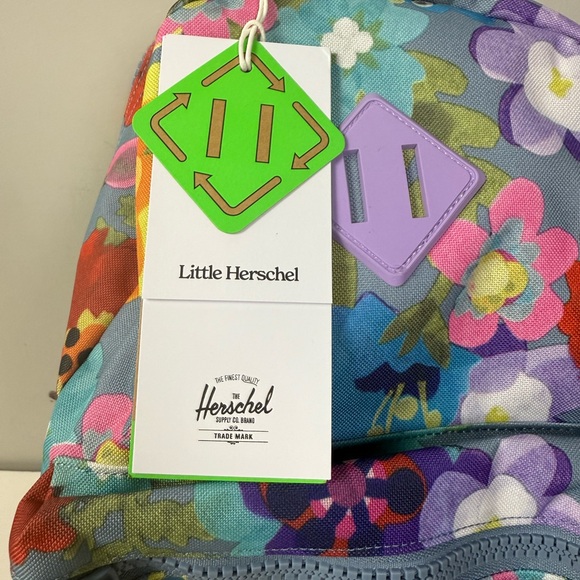 Little Herschel
THE FINEST QUALITY
THE
Herschel
SUPPLY CO. BRAND
TRADE MARK